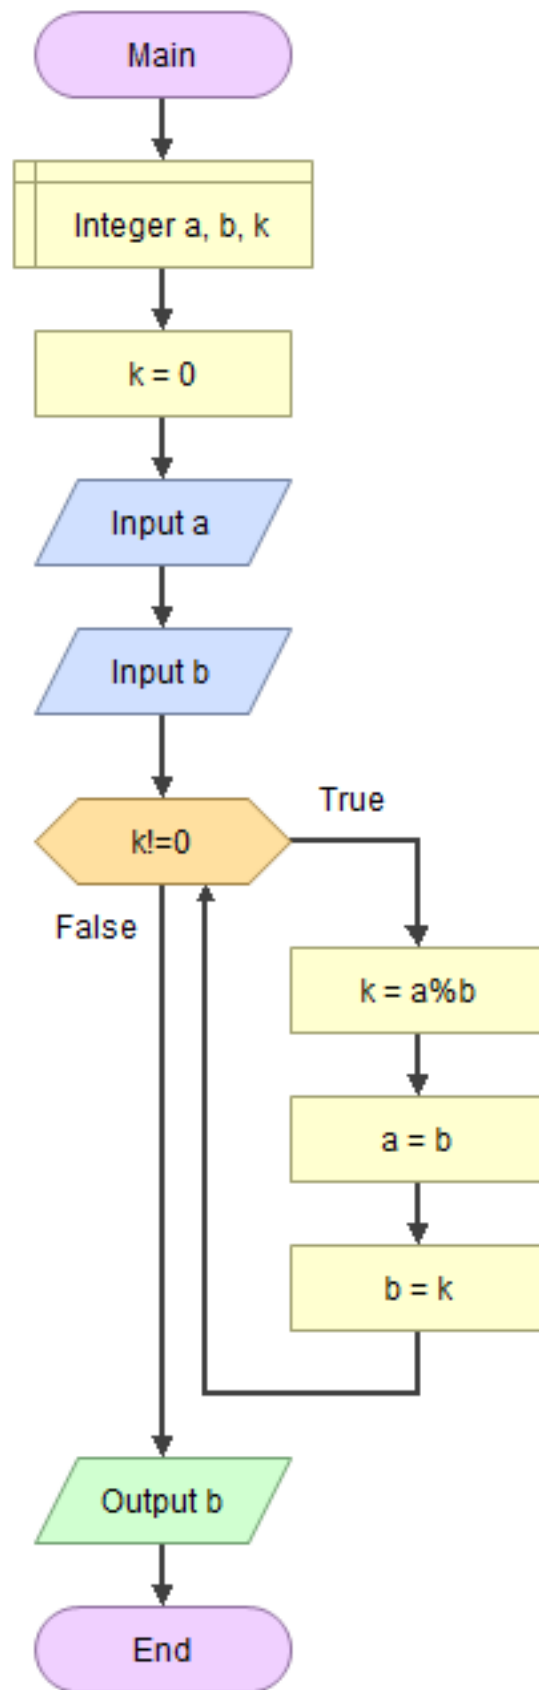 Main
Integer a, b, k
k = 0
Input a
Input b
k!=0
True
False
k = a%b
a = b
b = k
Output b
End